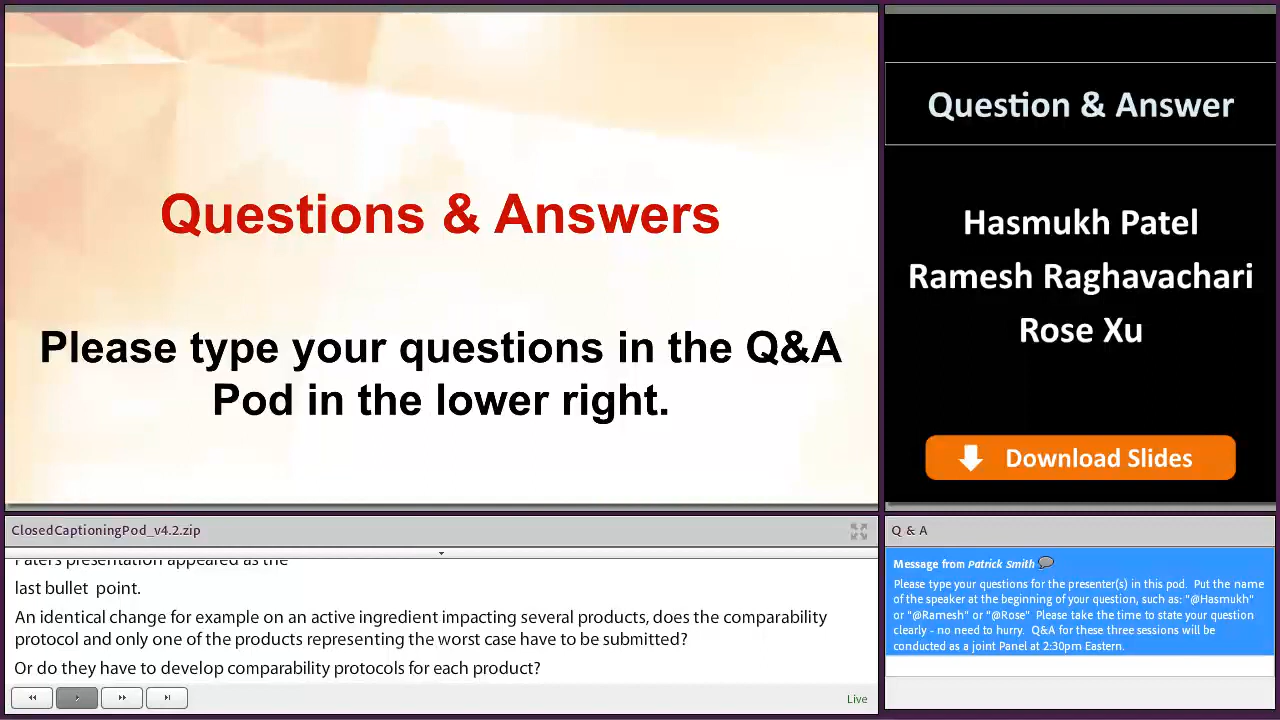 Questions & Answers
Please type your questions in the Q&A
Pod in the lower right.
Question & Answer
Hasmukh Patel
Ramesh Raghavachari
Rose Xu
Download Slides
ClosedCaptioningPod_v4.2.zip
Patel's presentation appeared as the
last bullet point.
An identical change for example on an active ingredient impacting several products, does the comparability
protocol and only one of the products representing the worst case have to be submitted?
Or do they have to develop comparability protocols for each product?
Live
Q & A
Message from Patrick Smith
Please type your questions for the presenter(s) in this pod. Put the name
of the speaker at the beginning of your question, such as: "@Hasmukh"
or "@Ramesh" or "@Rose" Please take the time to state your question
clearly - no need to hurry. Q&A for these three sessions will be
conducted as a joint Panel at 2:30pm Eastern.